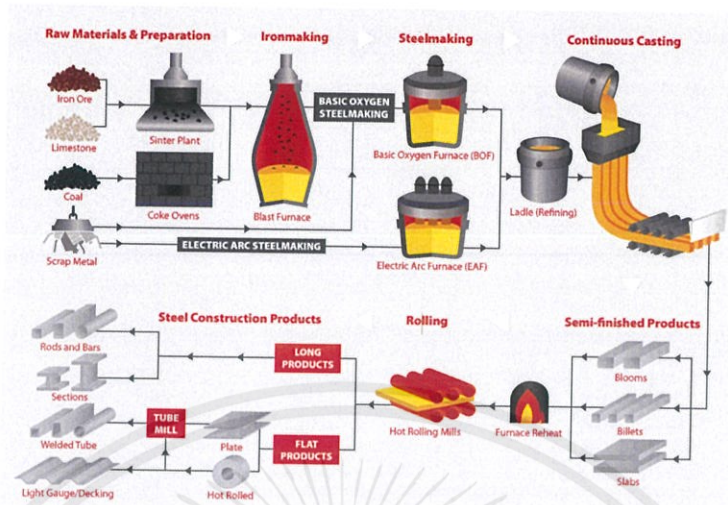 Raw Materials & Preparation
Ironmaking
Steelmaking
Continuous Casting
Iron Ore
Limestone
Sinter Plant
BASIC OXYGEN
STEELMAKING
Basic Oxygen Furnace (BOF)
Coal
Coke Ovens
Blast Furnace
Ladle (Refining)
Scrap Metal
ELECTRIC ARC STEELMAKING
Electric Arc Furnace (EAF)
Steel Construction Products
Rolling
Semi-finished Products
Rods and Bars
LONG
PRODUCTS
Blooms
Sections
TUBE
MILL
Welded Tube
Plate
FLAT
PRODUCTS
Hot Rolling Mills
Furnace Reheat
Billets
Light Gauge/Decking
Hot Rolled
Slabs